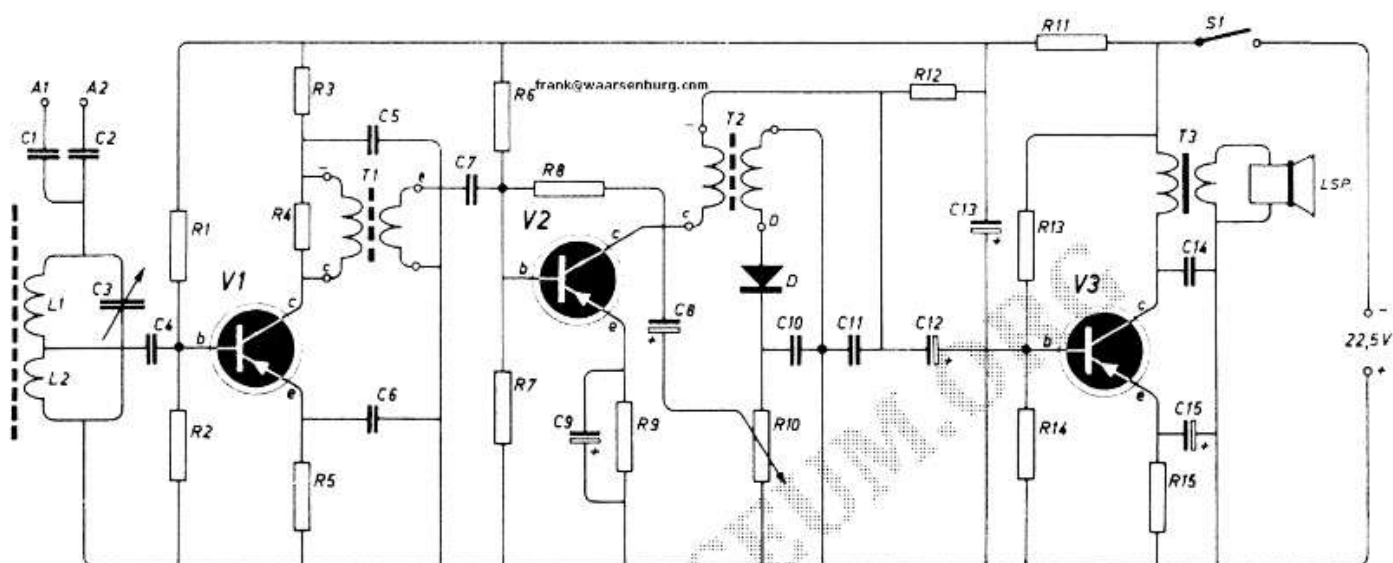 R11
S1
A1
A2
R3
frank@waarsenburg.com
R12
R6
C1
C2
C5
T2
T3
C7
T1
e
R8
LSP.
R4
R1
V2
c
D
C13
+
R13
c
C14
L1
C3
V1
c
b
D
V3
C4
C8
+
c
-
b
e
C10
C11
C12
+
b
22,5V
L2
+
e
C6
R7
e
R2
C9
+
R9
R10
R14
C15
+
R5
R15
EUM.ORG